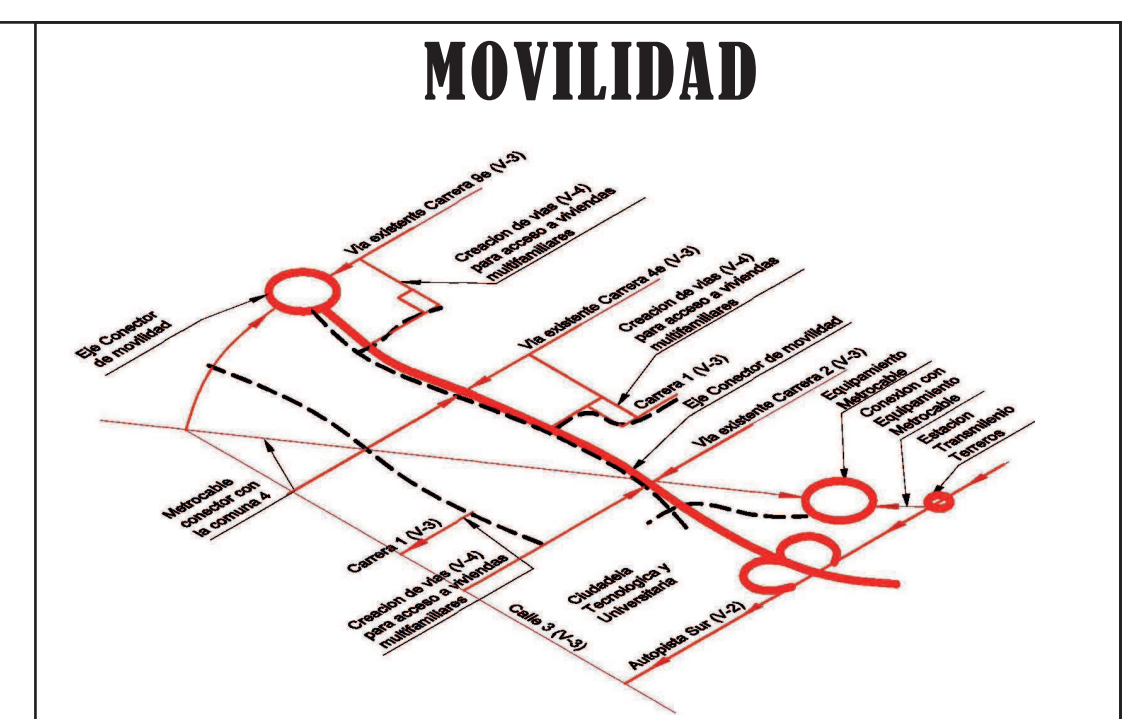 MOVILIDAD
Via existente Carrera 9e (V-3)
Creacion de vias (V-4)
para acceso a viviendas
multifamiliares
Via existente Carrera 4e (V-3)
Creacion de vias (V-4)
para acceso a viviendas
multifamiliares
Eje Conector
de movilidad
Carrera 1 (V-3)
Eje Conector de movilidad
Via existente Carrera 2 (V-3)
Equipamiento
Metrocable
Conexion con
Equipamiento
Metrocable
Estacion
Transmilenio
Terreros
Metrocable
conector con
la comuna 4
Carrera 1 (V-3)
Creacion de vias (V-4)
para acceso a viviendas
multifamiliares
Calle 3 (V-3)
Ciudadela
Tecnologica y
Universitaria
Autopista Sur (V-2)